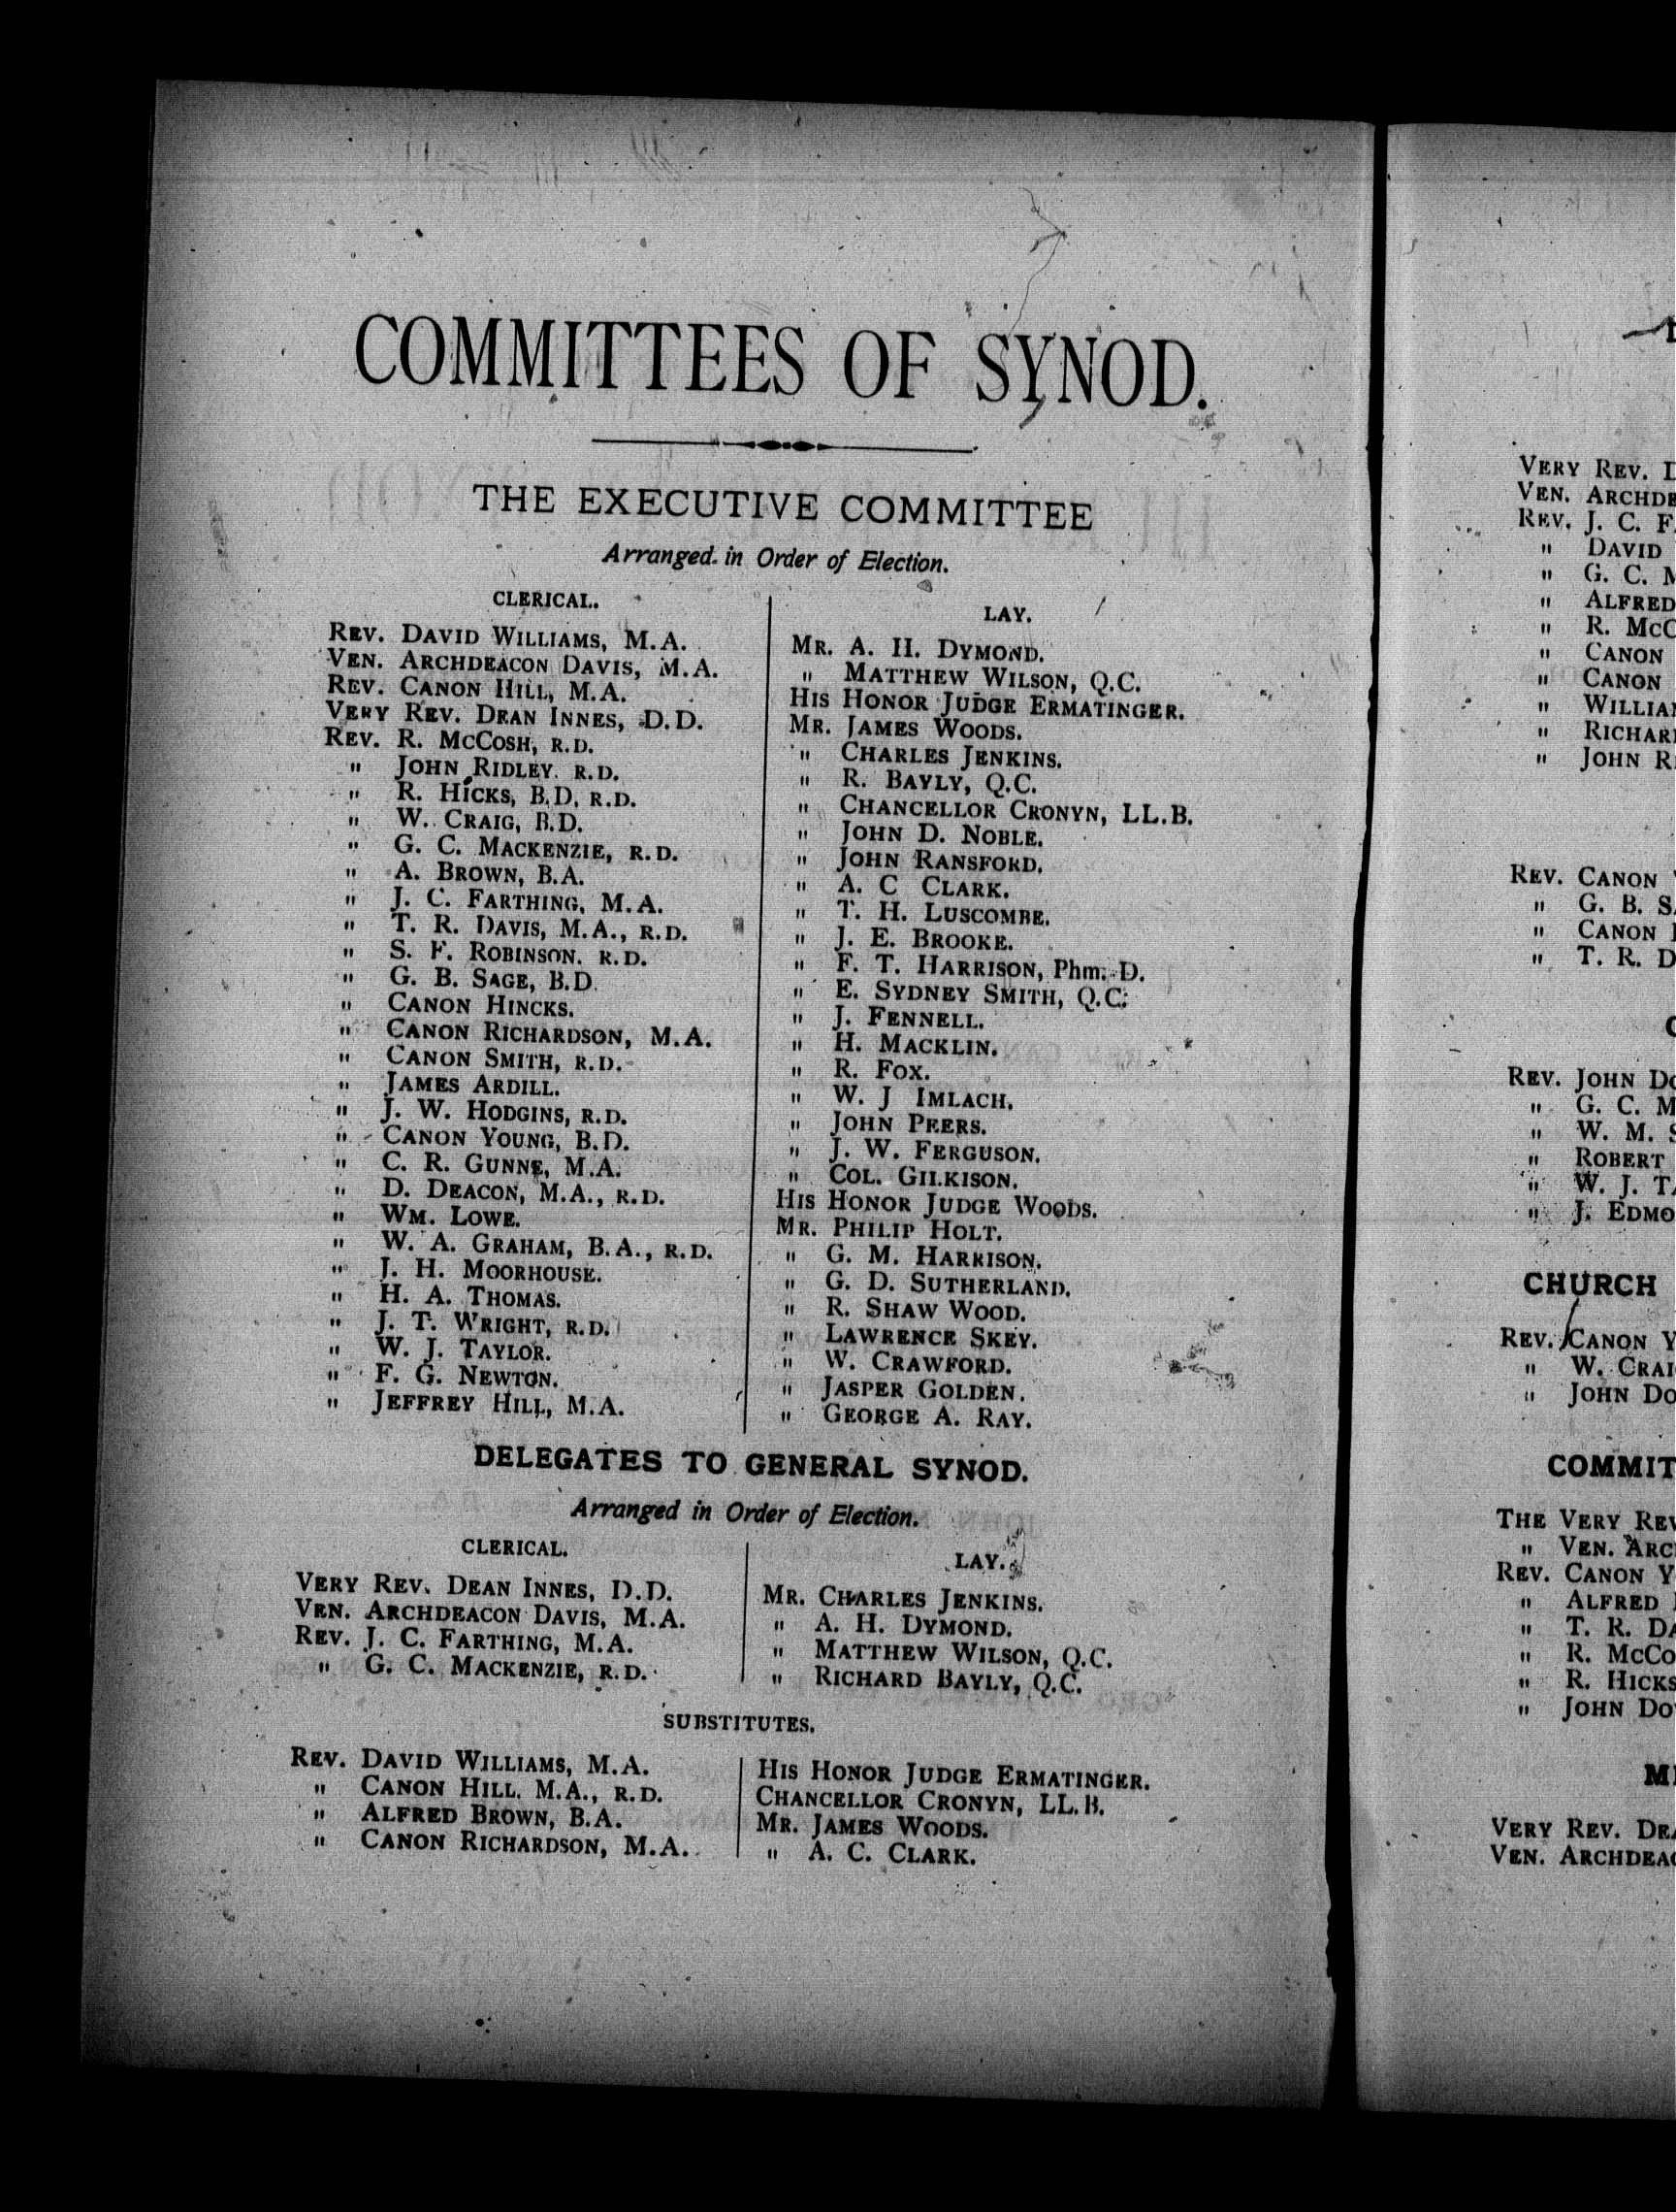 COMMITTEES OF SYNOD.
THE EXECUTIVE COMMITTEE
Arranged in Order of Election.
CLERICAL.
REV. DAVID WILLIAMS, M.A.
VEN. ARCHDEACON DAVIS, M.A.
REV. CANON HILL, M.A.
VERY REV. DEAN INNES, D.D.
REV. R. MCCOSH, R.D.
" JOHN RIDLEY. R.D.
" R. HICKS, B.D, R.D.
" W. CRAIG, B.D.
" G. C. MACKENZIE, R.D.
" A. BROWN, B.A.
" J. C. FARTHING, M.A.
" T. R. DAVIS, M.A., R.D.
" S. F. ROBINSON. R.D.
" G. B. SAGE, B.D.
" CANON HINCKS.
" CANON RICHARDSON, M.A.
" CANON SMITH, R.D.
" JAMES ARDILL.
" J. W. HODGINS, R.D.
" CANON YOUNG, B.D.
" C. R. GUNNE, M.A.
" D. DEACON, M.A., R.D.
" WM. LOWE.
" W. A. GRAHAM, B.A., R.D.
" J. H. MOORHOUSE.
" H. A. THOMAS.
" J. T. WRIGHT, R.D.
" W. J. TAYLOR.
" F. G. NEWTON.
" JEFFREY HILL, M.A.
LAY.
MR. A. H. DYMOND.
" MATTHEW WILSON, Q.C.
HIS HONOR JUDGE ERMATINGER.
MR. JAMES WOODS.
" CHARLES JENKINS.
" R. BAYLY, Q.C.
" CHANCELLOR CRONYN, LL.B.
" JOHN D. NOBLE.
" JOHN RANSFORD.
" A. C CLARK.
" T. H. LUSCOMBE.
" J. E. BROOKE.
" F. T. HARRISON, Phm. D.
" E. SYDNEY SMITH, Q.C.
" J. FENNELL.
" H. MACKLIN.
" R. FOX.
" W. J IMLACH.
" JOHN PEERS.
" J. W. FERGUSON.
" COL. GILKISON.
HIS HONOR JUDGE WOODS.
MR. PHILIP HOLT.
" G. M. HARRISON.
" G. D. SUTHERLAND.
" R. SHAW WOOD.
" LAWRENCE SKEY.
" W. CRAWFORD.
" JASPER GOLDEN.
" GEORGE A. RAY.
DELEGATES TO GENERAL SYNOD.
Arranged in Order of Election.
CLERICAL.
VERY REV. DEAN INNES, D.D.
VEN. ARCHDEACON DAVIS, M.A.
REV. J. C. FARTHING, M.A.
" G. C. MACKENZIE, R.D.
LAY.
MR. CHARLES JENKINS.
" A. H. DYMOND.
" MATTHEW WILSON, Q.C.
" RICHARD BAYLY, Q.C.
SUBSTITUTES.
REV. DAVID WILLIAMS, M.A.
" CANON HILL. M.A., R.D.
" ALFRED BROWN, B.A.
" CANON RICHARDSON, M.A.
HIS HONOR JUDGE ERMATINGER.
CHANCELLOR CRONYN, LL.B.
MR. JAMES WOODS.
" A. C. CLARK.
VERY REV.
VEN.
REV. J. C.
" DAVID
" G. C.
" ALFRED
" R.
" CANON
" CANON
"
"
" JOHN
REV. CANON
" G. B.
" CANON
" T. R.
REV. JOHN
" G. C.
" W. M.
" ROBERT
" W. J.
" J.
CHURCH
REV. CANON
" W.
" JOHN
THE VERY
" VEN.
REV. CANON
" ALFRED
" T. R.
" R.
" R. HICKS
" JOHN
VERY REV.
VEN.